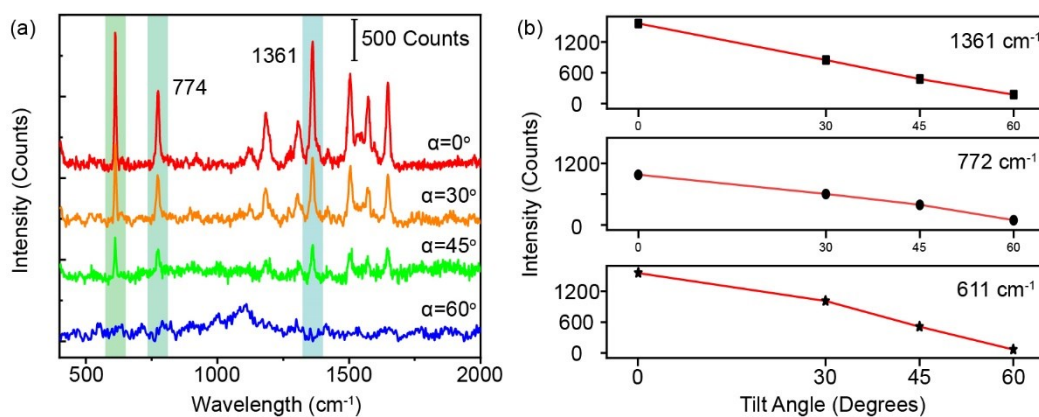 (a)
500 Counts
1361
774
α=0°
α=30°
α=45°
α=60°
Intensity (Counts)
500
1000
1500
2000
Wavelength (cm⁻¹)
(b)
1361 cm⁻¹
1200
600
0
0
30
45
60
772 cm⁻¹
1200
600
0
0
30
45
60
611 cm⁻¹
1200
600
0
0
30
45
60
Intensity (Counts)
Tilt Angle (Degrees)